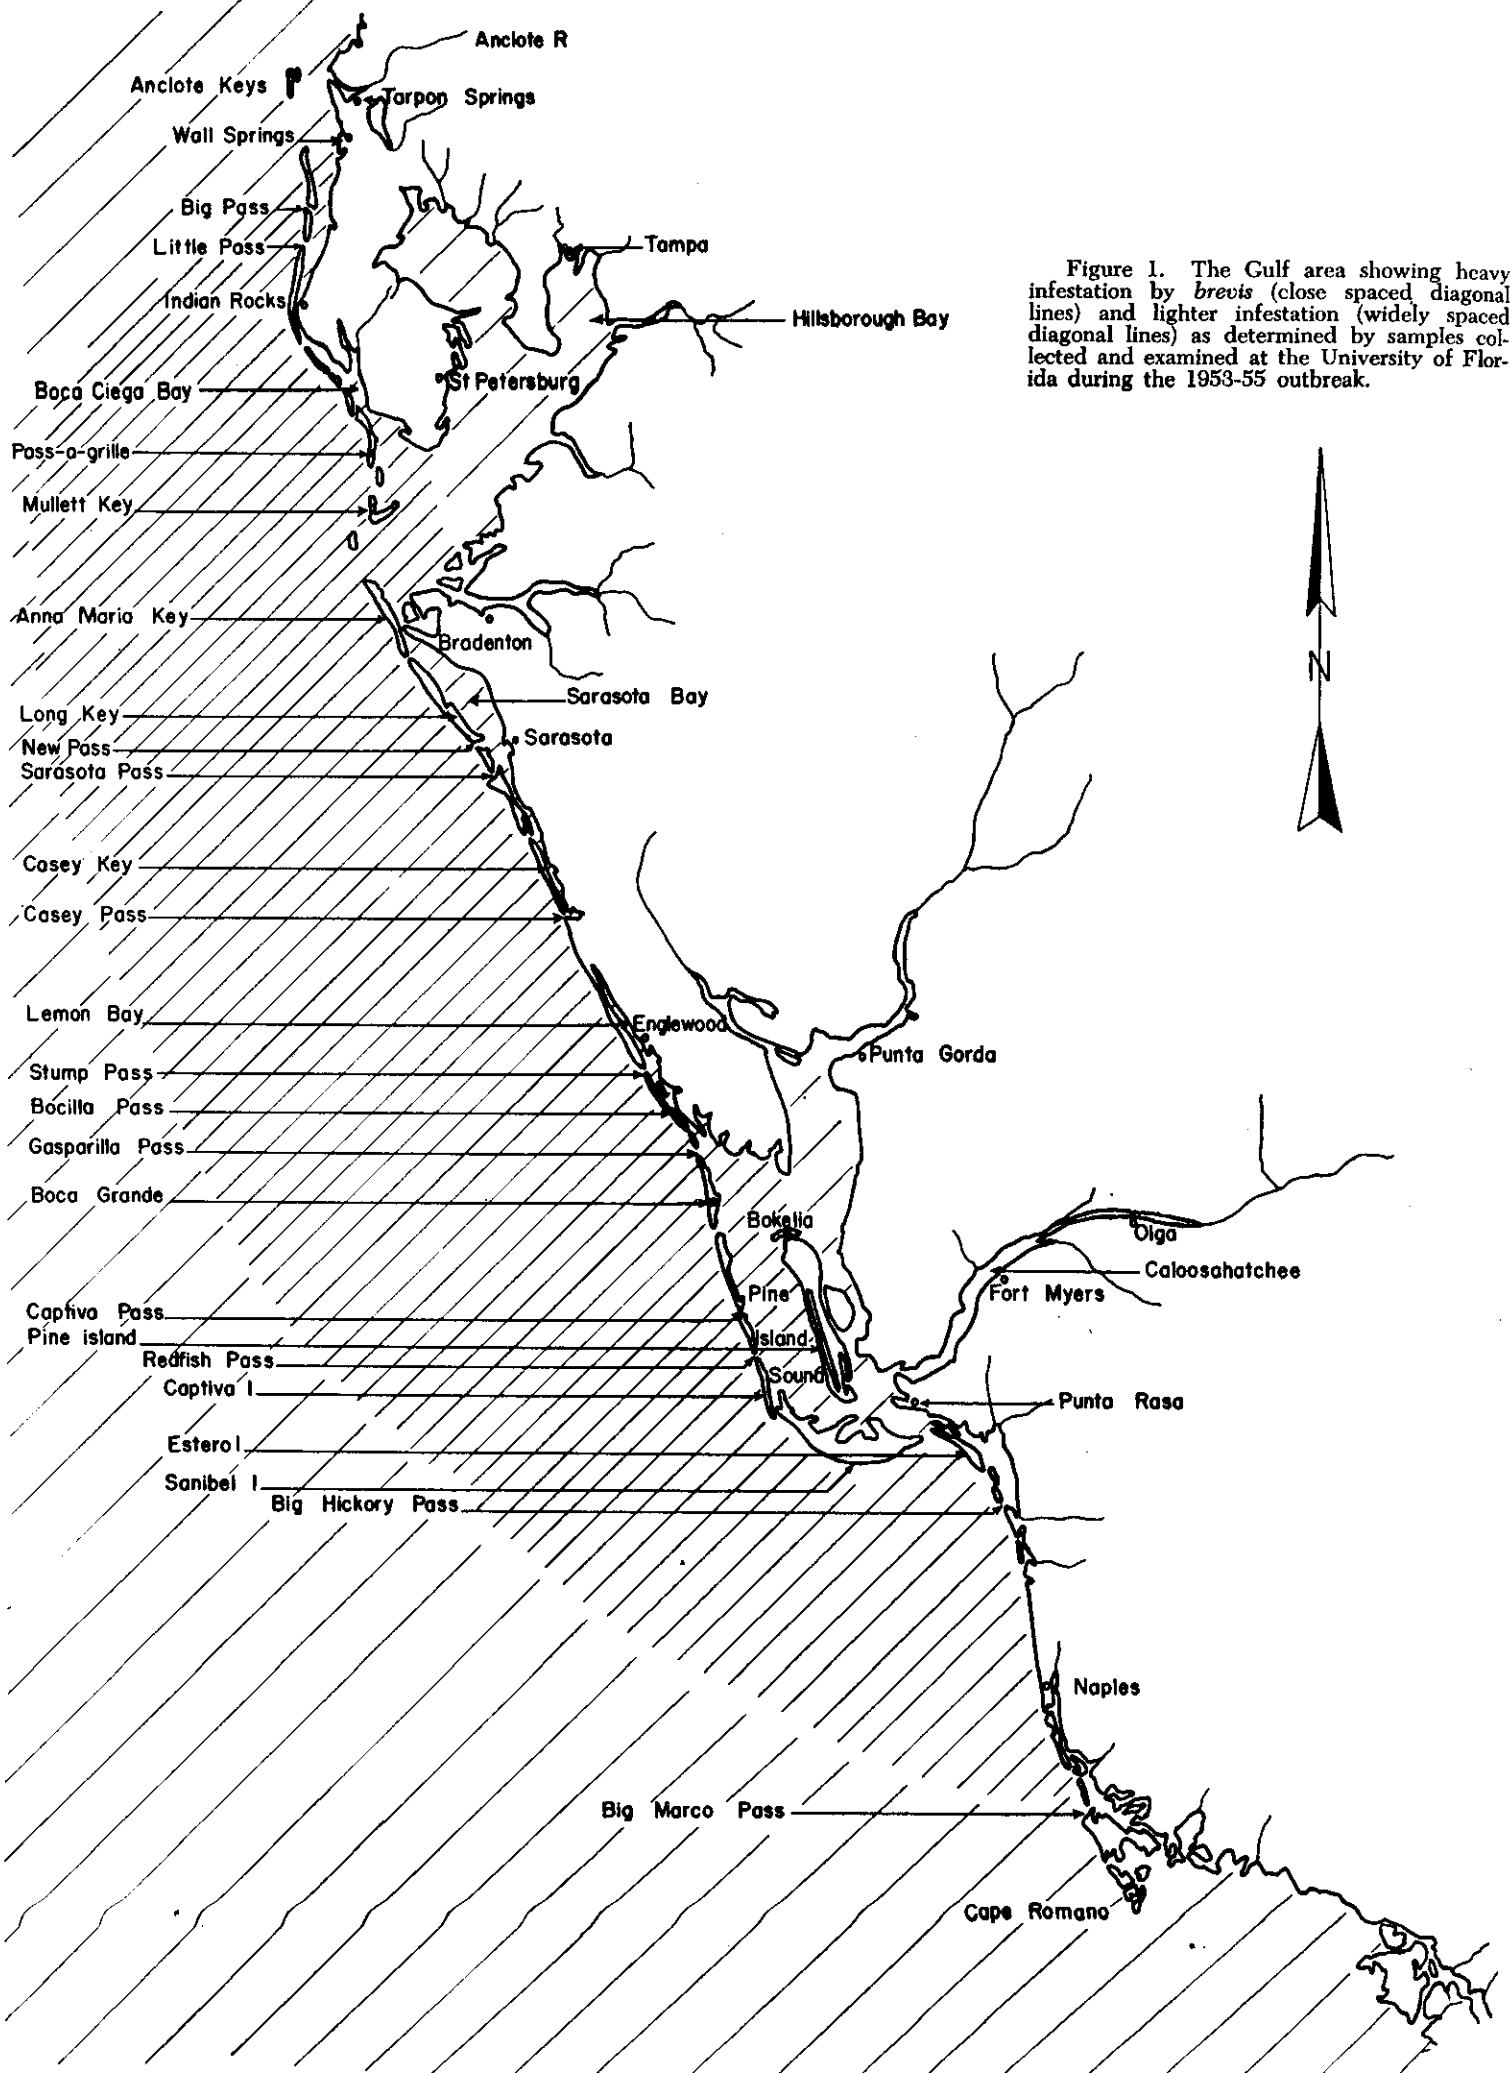 Anclote R
Anclote Keys
Tarpon Springs
Wall Springs
Big Pass
Little Pass
Tampa
Indian Rocks
Hillsborough Bay
Figure 1. The Gulf area showing heavy
infestation by brevis (close spaced diagonal
lines) and lighter infestation (widely spaced
diagonal lines) as determined by samples col-
lected and examined at the University of Flor-
ida during the 1953-55 outbreak.
St Petersburg
Boca Ciega Bay
Pass-a-grille
Mullett Key
Anna Maria Key
Bradenton
N
Sarasota Bay
Long Key
Sarasota
New Pass
Sarasota Pass
Casey Key
Casey Pass
Lemon Bay
Englewood
Punta Gorda
Stump Pass
Bocilla Pass
Gasparilla Pass
Boca Grande
Bokelia
Olga
Caloosahatchee
Fort Myers
Pine
Island
Sound
Captiva Pass
Pine island
Redfish Pass
Captiva I
Punta Rasa
Estero I
Sanibel I
Big Hickory Pass
Naples
Big Marco Pass
Cape Romano